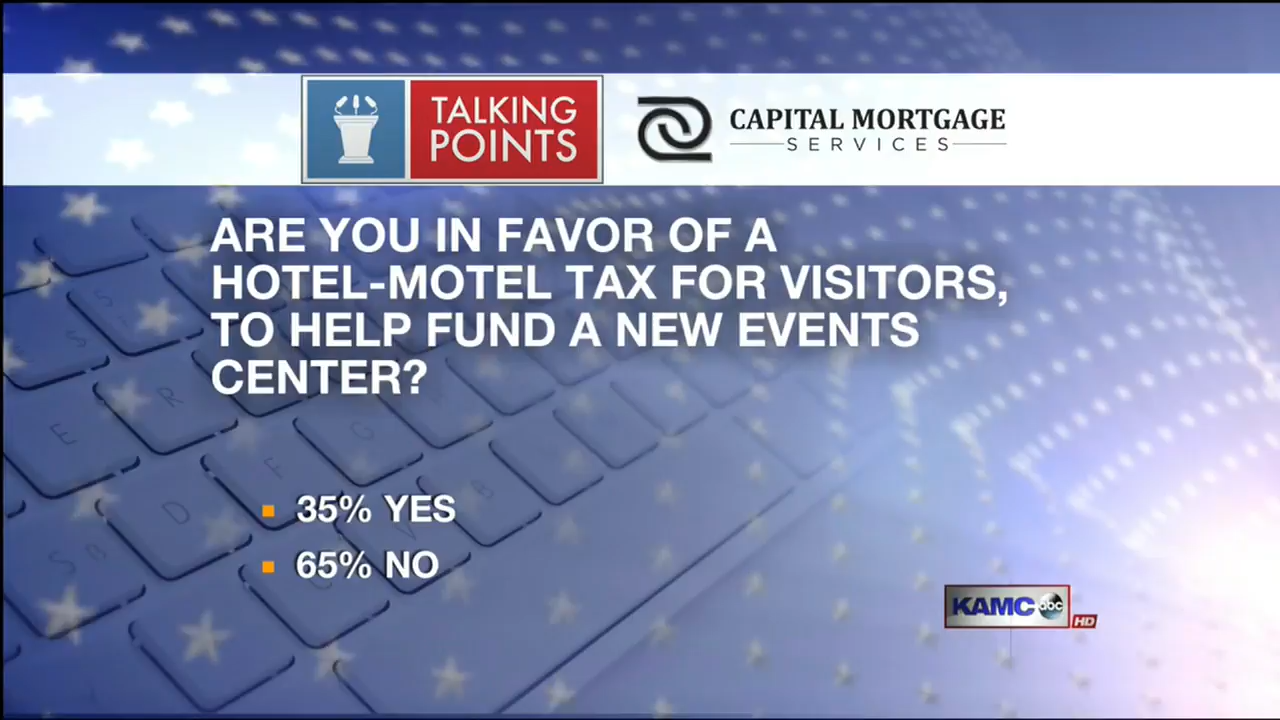 TALKING
POINTS
CAPITAL MORTGAGE
SERVICES
ARE YOU IN FAVOR OF A
HOTEL-MOTEL TAX FOR VISITORS,
TO HELP FUND A NEW EVENTS
CENTER?
35% YES
65% NO
KAMC abc
HD